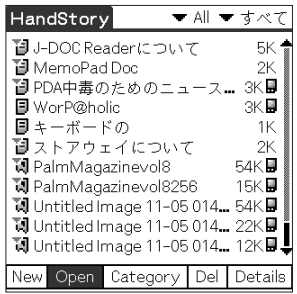 HandStory ▼ All ▼ すべて
J-DOC Readerについて 5K
MemoPad Doc 2K
PDA中毒のためのニュース... 3K
WorP@holic 3K
キーボードの 1K
ストアウェイについて 2K
PalmMagazinevol8 54K
PalmMagazinevol8256 15K
Untitled Image 11-05 014... 54K
Untitled Image 11-05 014... 22K
Untitled Image 11-05 014... 12K
New Open Category Del Details